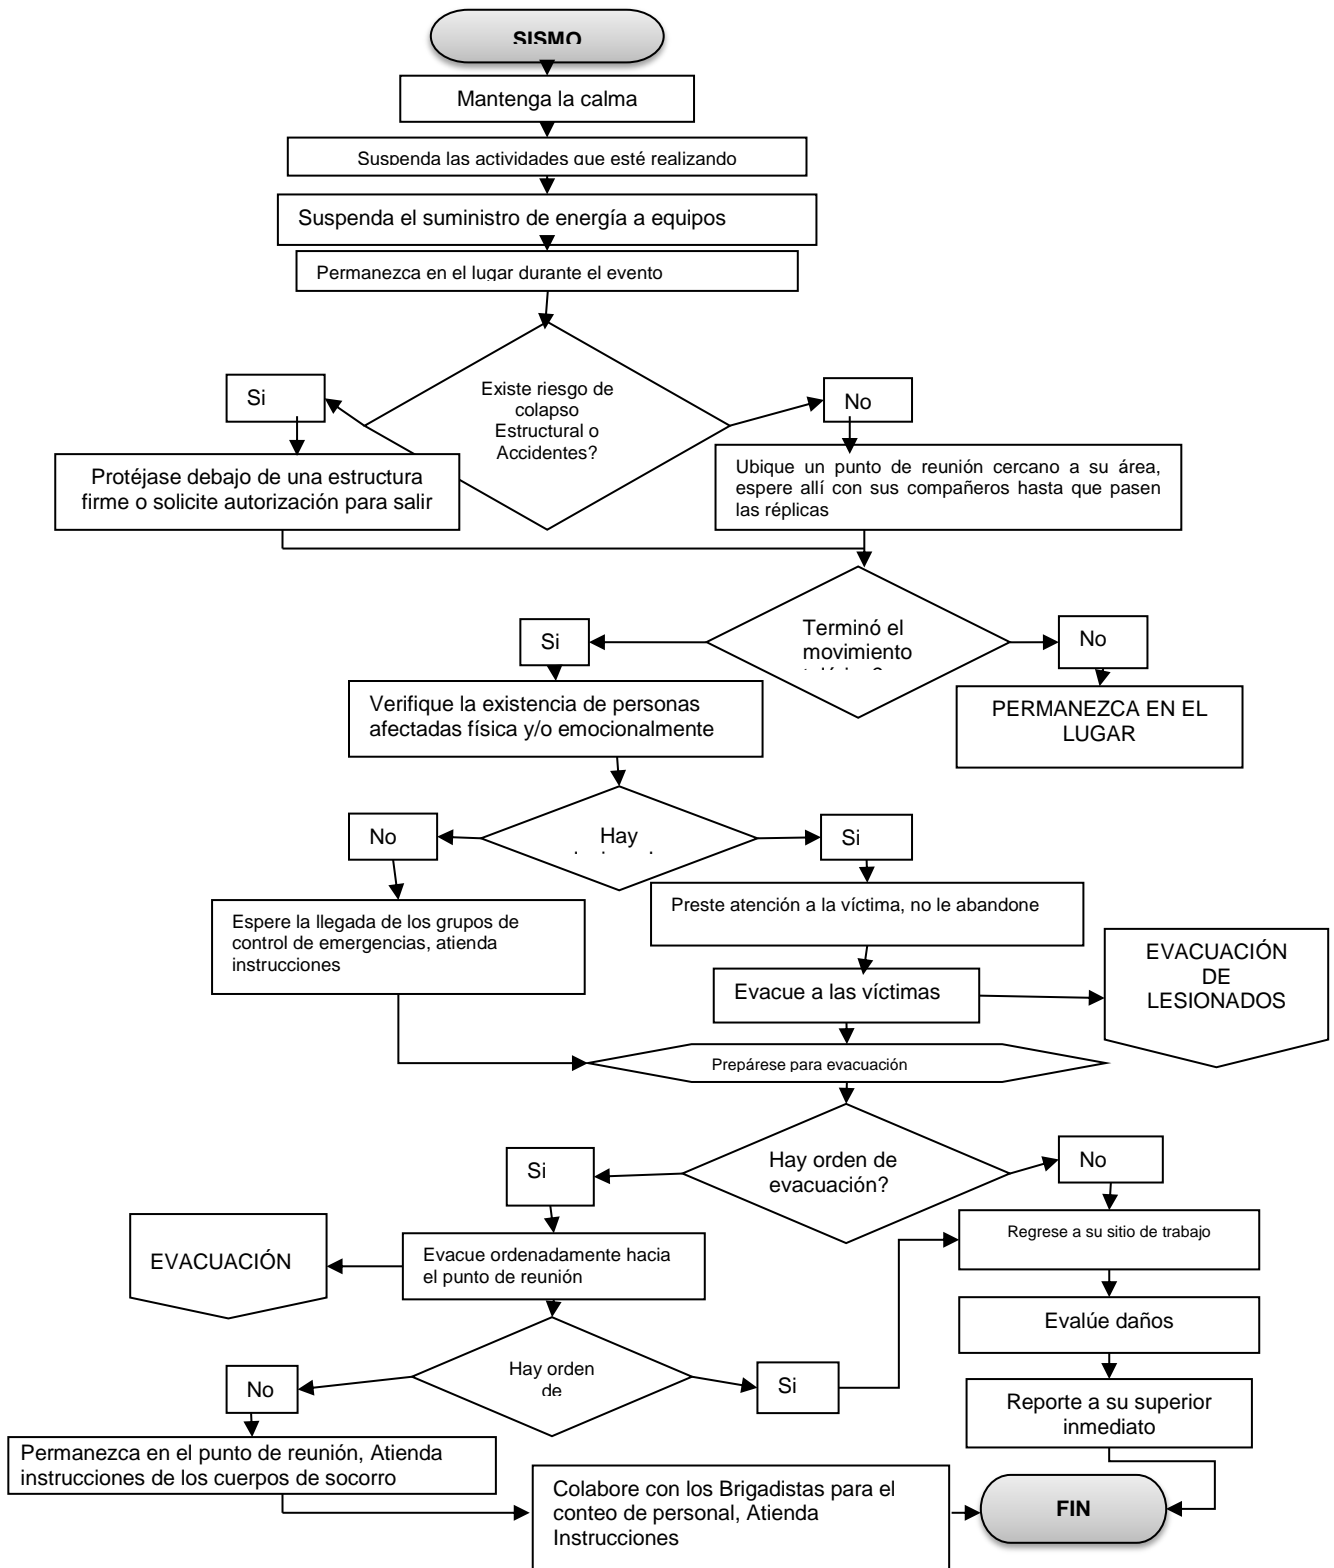 SISMO
Mantenga la calma
Suspenda las actividades que esté realizando
Suspenda el suministro de energía a equipos
Permanezca en el lugar durante el evento
Si
Existe riesgo de
colapso
Estructural o
Accidentes?
No
Protéjase debajo de una estructura
firme o solicite autorización para salir
Ubique un punto de reunión cercano a su área,
espere allí con sus compañeros hasta que pasen
las réplicas
Si
Terminó el
movimiento
No
Verifique la existencia de personas
afectadas física y/o emocionalmente
PERMANEZCA EN EL
LUGAR
No
Hay
Si
Espere la llegada de los grupos de
control de emergencias, atienda
instrucciones
Preste atención a la víctima, no le abandone
Evacue a las víctimas
EVACUACIÓN
DE
LESIONADOS
Prepárese para evacuación
Si
Hay orden de
evacuación?
No
EVACUACIÓN
Evacue ordenadamente hacia
el punto de reunión
Regrese a su sitio de trabajo
Evalúe daños
No
Hay orden
de
Si
Reporte a su superior
inmediato
Permanezca en el punto de reunión, Atienda
instrucciones de los cuerpos de socorro
Colabore con los Brigadistas para el
conteo de personal, Atienda
Instrucciones
FIN